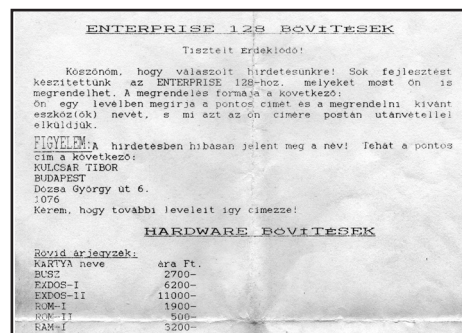 ENTERPRISE 128 BőVíTÉSEK
Tisztelt Érdeklődő!
Köszönöm, hogy válaszolt hirdetésünkre! Sok fejlesztést
készítettünk az ENTERPRISE 128-hoz. melyeket most Ön is
megrendelhet. A megrendelés formája a következő:
Ön egy levélben megírja a pontos címét és a megrendelni kívánt
eszköz(ök) nevét, s mi azt az Ön címére postán utánvétellel
elküldjük.
FIGYELEM: A hirdetésben hibásan jelent meg a név! Tehát a pontos
cím a következő:
KULCSAR TIBOR
BUDAPEST
Dózsa György út 6.
1076
Kérem, hogy további leveleit így címezze!
HARDWARE BőVíTÉSEK
Rövid árjegyzék:
KÁRTYA neve ára Ft.
BUSZ 2700-
EXDOS-I 6200-
EXDOS-II 11000-
ROM-I 1900-
ROM-II 500-
RAM-I 3200-